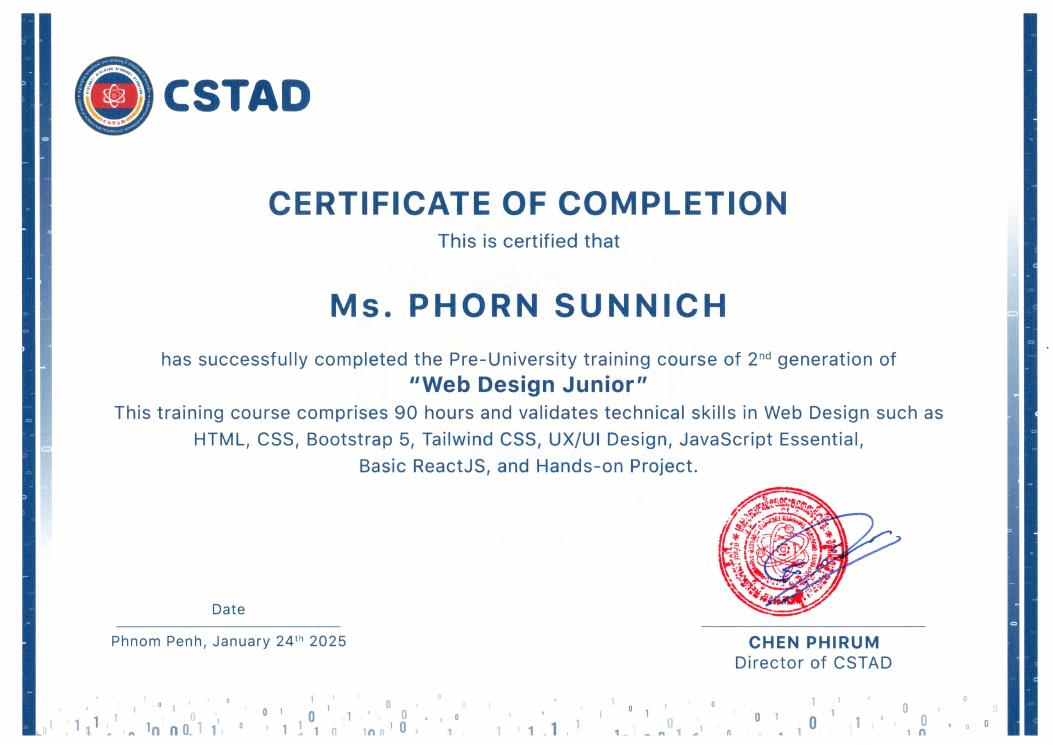 CSTAD
CERTIFICATE OF COMPLETION
This is certified that
Ms. PHORN SUNNICH
has successfully completed the Pre-University training course of 2nd generation of
“Web Design Junior”
This training course comprises 90 hours and validates technical skills in Web Design such as
HTML, CSS, Bootstrap 5, Tailwind CSS, UX/UI Design, JavaScript Essential,
Basic ReactJS, and Hands-on Project.
Date
Phnom Penh, January 24th 2025
CHEN PHIRUM
Director of CSTAD